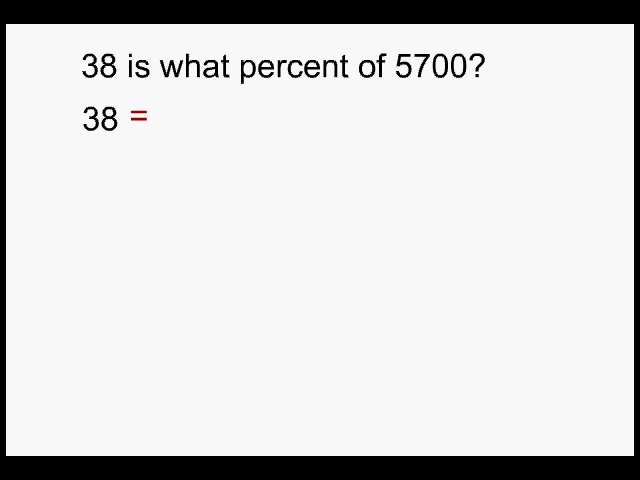 38 is what percent of 5700?
38 =